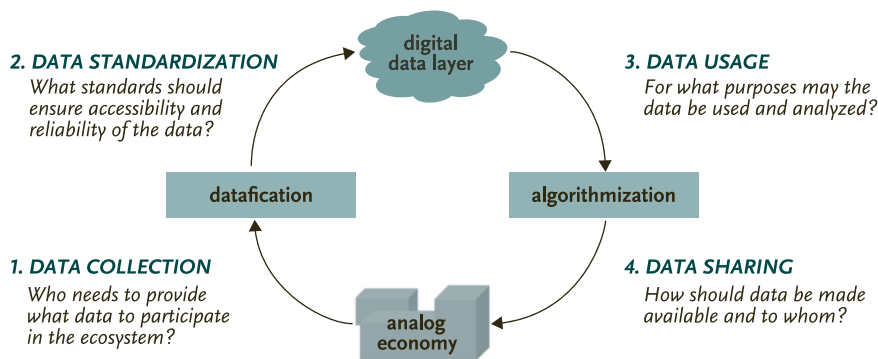 digital
data layer
2. DATA STANDARDIZATION
What standards should
ensure accessibility and
reliability of the data?
3. DATA USAGE
For what purposes may the
data be used and analyzed?
datafication
algorithmization
1. DATA COLLECTION
Who needs to provide
what data to participate
in the ecosystem?
4. DATA SHARING
How should data be made
available and to whom?
analog
economy